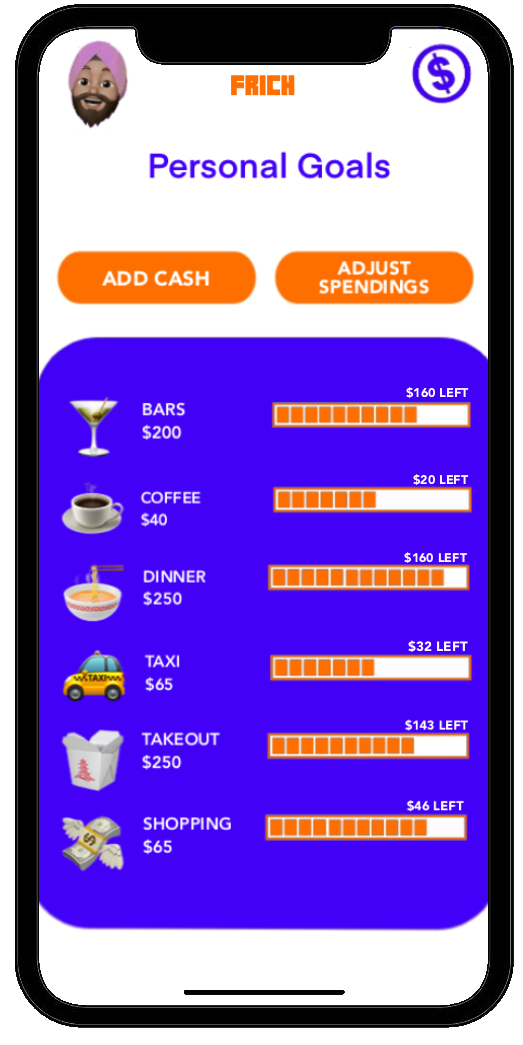 FRICH
Personal Goals
ADD CASH
ADJUST
SPENDINGS
BARS
$200
$160 LEFT
COFFEE
$40
$20 LEFT
DINNER
$250
$160 LEFT
TAXI
TAXI
$65
$32 LEFT
TAKEOUT
$250
$143 LEFT
SHOPPING
$65
$46 LEFT